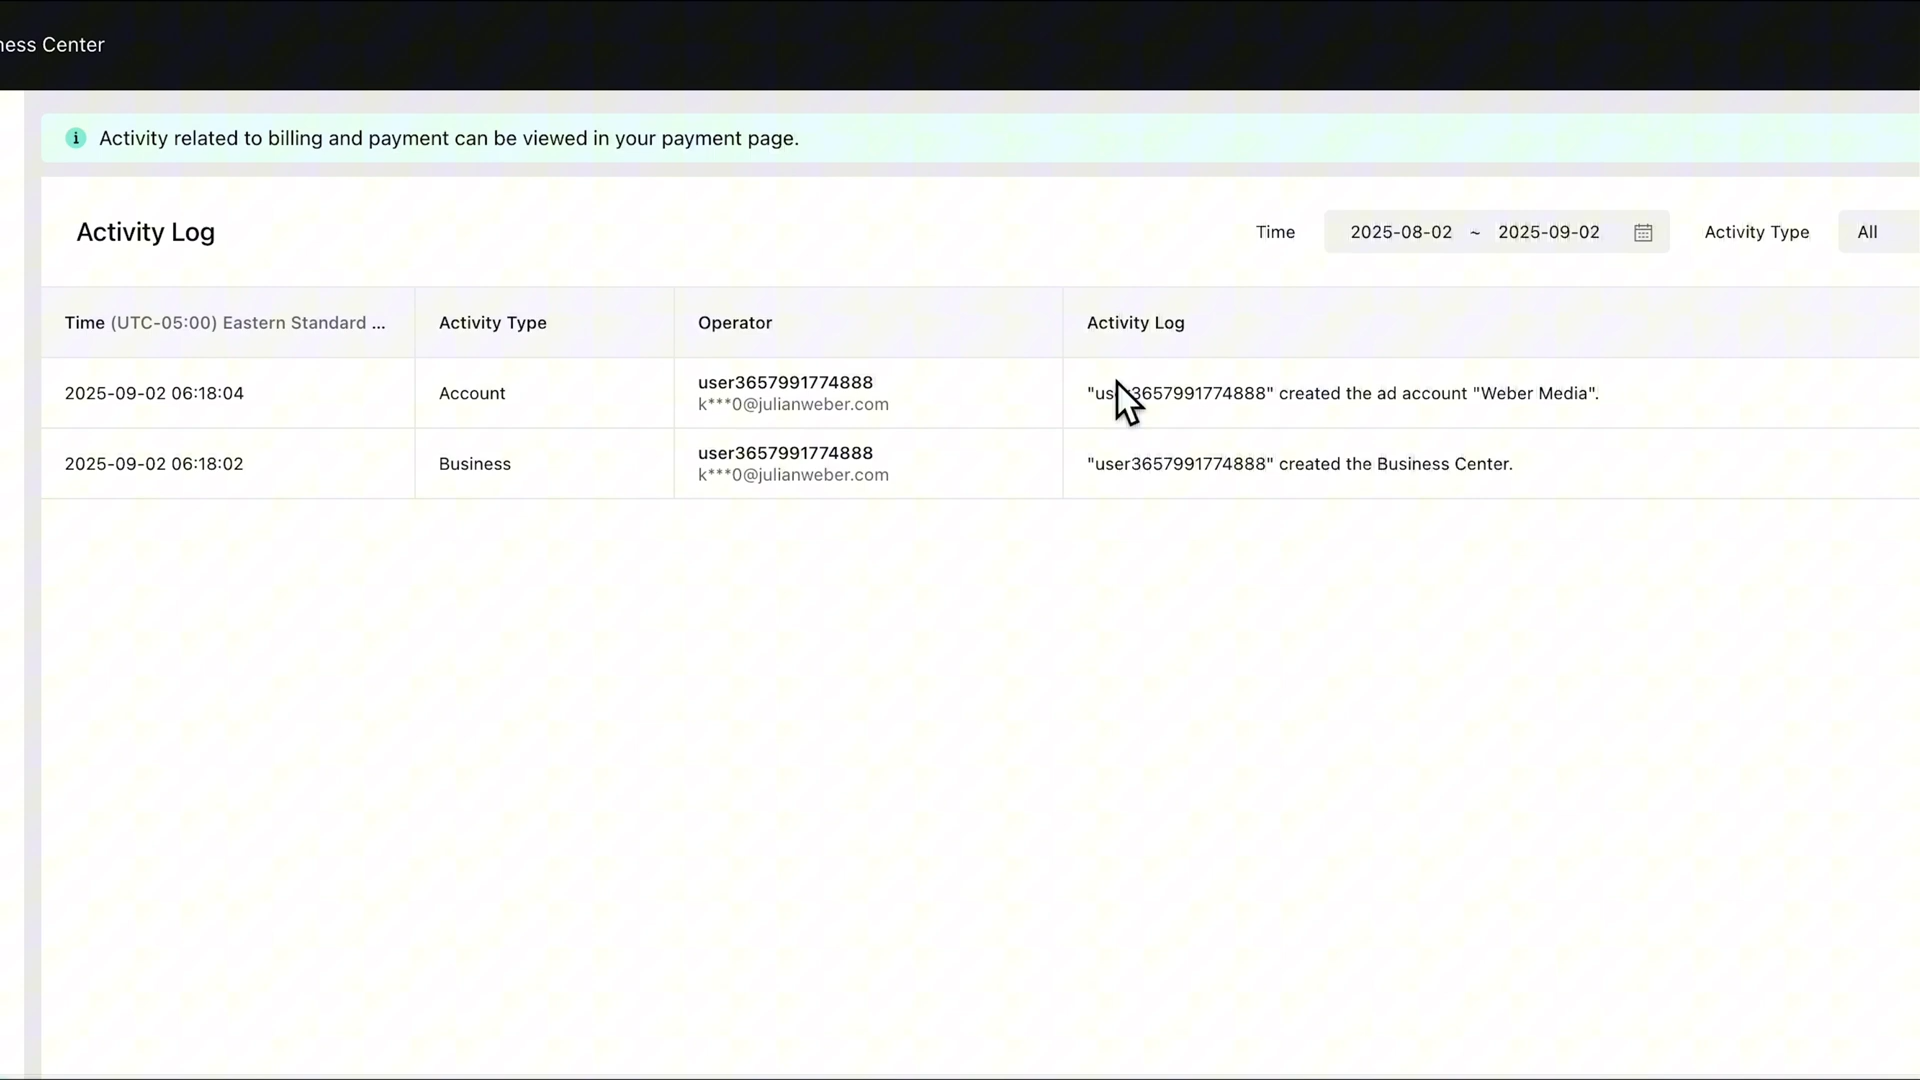 ness Center
Activity related to billing and payment can be viewed in your payment page.
Activity Log
Time 2025-08-02 ~ 2025-09-02 Activity Type All
Time (UTC-05:00) Eastern Standard ... Activity Type Operator Activity Log
2025-09-02 06:18:04 Account user3657991774888 "user3657991774888" created the ad account "Weber Media".
k***0@julianweber.com
2025-09-02 06:18:02 Business user3657991774888 "user3657991774888" created the Business Center.
k***0@julianweber.com